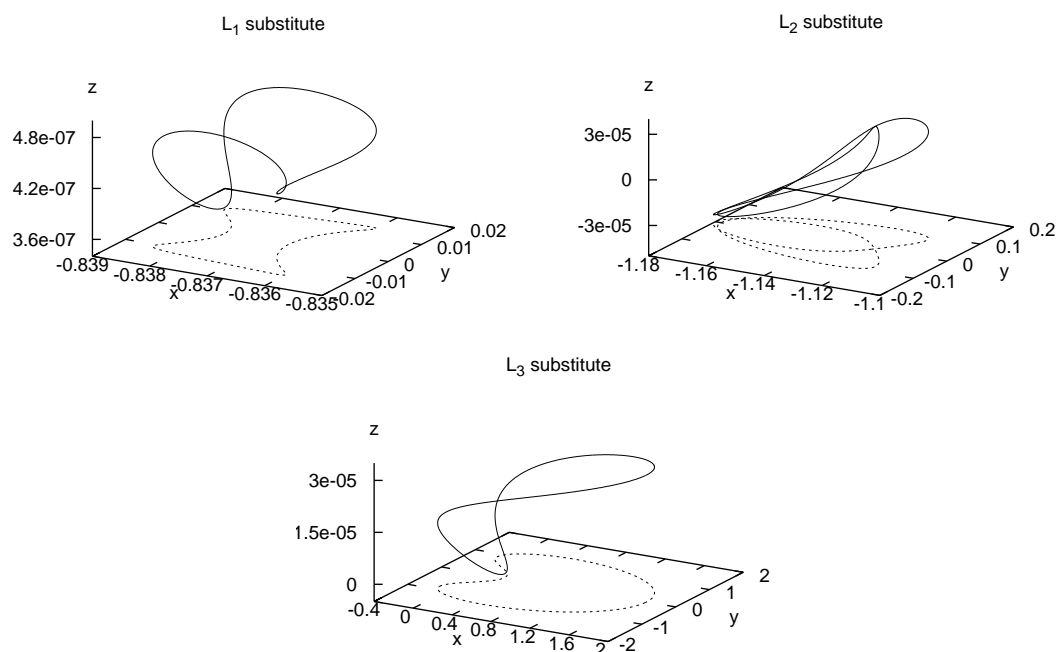 L1 substitute
z
4.8e-07
4.2e-07
3.6e-07
-0.839
-0.838
-0.837
-0.836
-0.835
x
-0.02
-0.01
0
0.01
0.02
y
L2 substitute
z
3e-05
0
-3e-05
-1.18
-1.16
-1.14
-1.12
-1.1
x
-0.2
-0.1
0
0.1
0.2
y
L3 substitute
z
3e-05
1.5e-05
0
-0.4
0
0.4
0.8
1.2
1.6
2
x
-2
-1
0
1
2
y